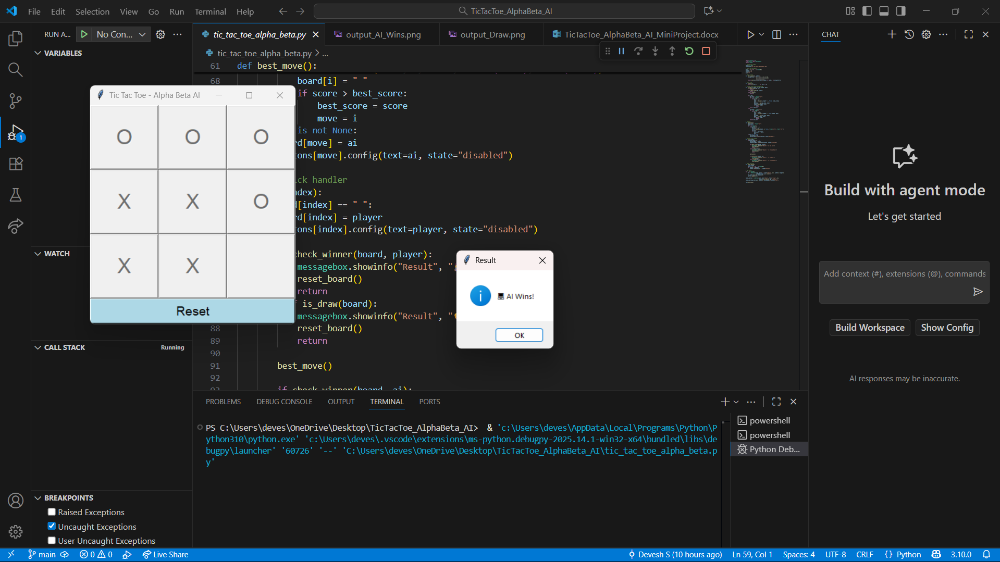 File Edit Selection View Go Run Terminal Help
TicTacToe_AlphaBeta_AI
RUN A... No Con...
tic_tac_toe_alpha_beta.py
output_AI_Wins.png
output_Draw.png
TicTacToe_AlphaBeta_AI_MiniProject.docx
CHAT
VARIABLES
tic_tac_toe_alpha_beta.py > ...
61 def best_move():
68 board[i] = " "
if score > best_score:
best_score = score
move = i
is not None:
d[move] = ai
tons[move].config(text=ai, state="disabled")
ck handler
ndex):
[index] == " ":
rd[index] = player
tons[index].config(text=player, state="disabled")
check_winner(board, player):
messagebox.showinfo("Result", "
reset_board()
return
is_draw(board):
messagebox.showinfo("Result", "
88 reset_board()
89 return
90
91 best_move()
92
if check_winner(board, ai):
Tic Tac Toe - Alpha Beta AI
O O O
X X O
X X
Reset
Result
AI Wins!
OK
WATCH
CALL STACK Running
BREAKPOINTS
Raised Exceptions
Uncaught Exceptions
User Uncaught Exceptions
Build with agent mode
Let's get started
Add context (#), extensions (@), commands
Build Workspace Show Config
AI responses may be inaccurate.
PROBLEMS DEBUG CONSOLE OUTPUT TERMINAL PORTS
PS C:\Users\deves\OneDrive\Desktop\TicTacToe_AlphaBeta_AI> & 'c:\Users\deves\AppData\Local\Programs\Python\P
ython310\python.exe' 'c:\Users\deves\.vscode\extensions\ms-python.debugpy-2025.14.1-win32-x64\bundled\libs\de
bugpy\launcher' '60726' '--' 'C:\Users\deves\OneDrive\Desktop\TicTacToe_AlphaBeta_AI\tic_tac_toe_alpha_beta.p
y'
powershell
powershell
Python Deb...
1
main 0 0 Live Share
Devesh S (10 hours ago) Ln 59, Col 1 Spaces: 4 UTF-8 CRLF {} Python 3.10.0